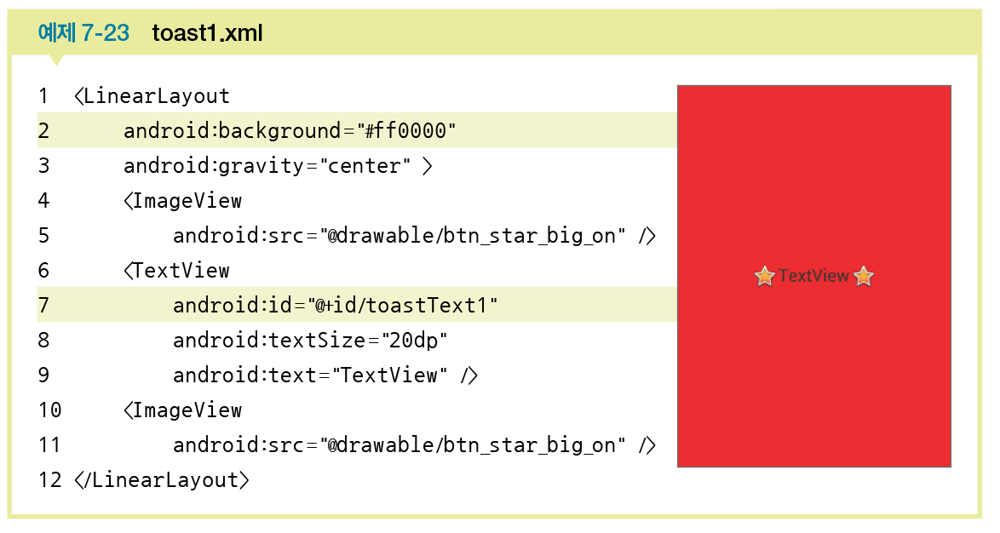 예제 7-23 toast1.xml
1 <LinearLayout
2 android:background="#ff0000"
3 android:gravity="center" >
4 <ImageView
5 android:src="@drawable/btn_star_big_on" />
6 <TextView
7 android:id="@+id/toastText1"
8 android:textSize="20dp"
9 android:text="TextView" />
10 <ImageView
11 android:src="@drawable/btn_star_big_on" />
12 </LinearLayout>
TextView